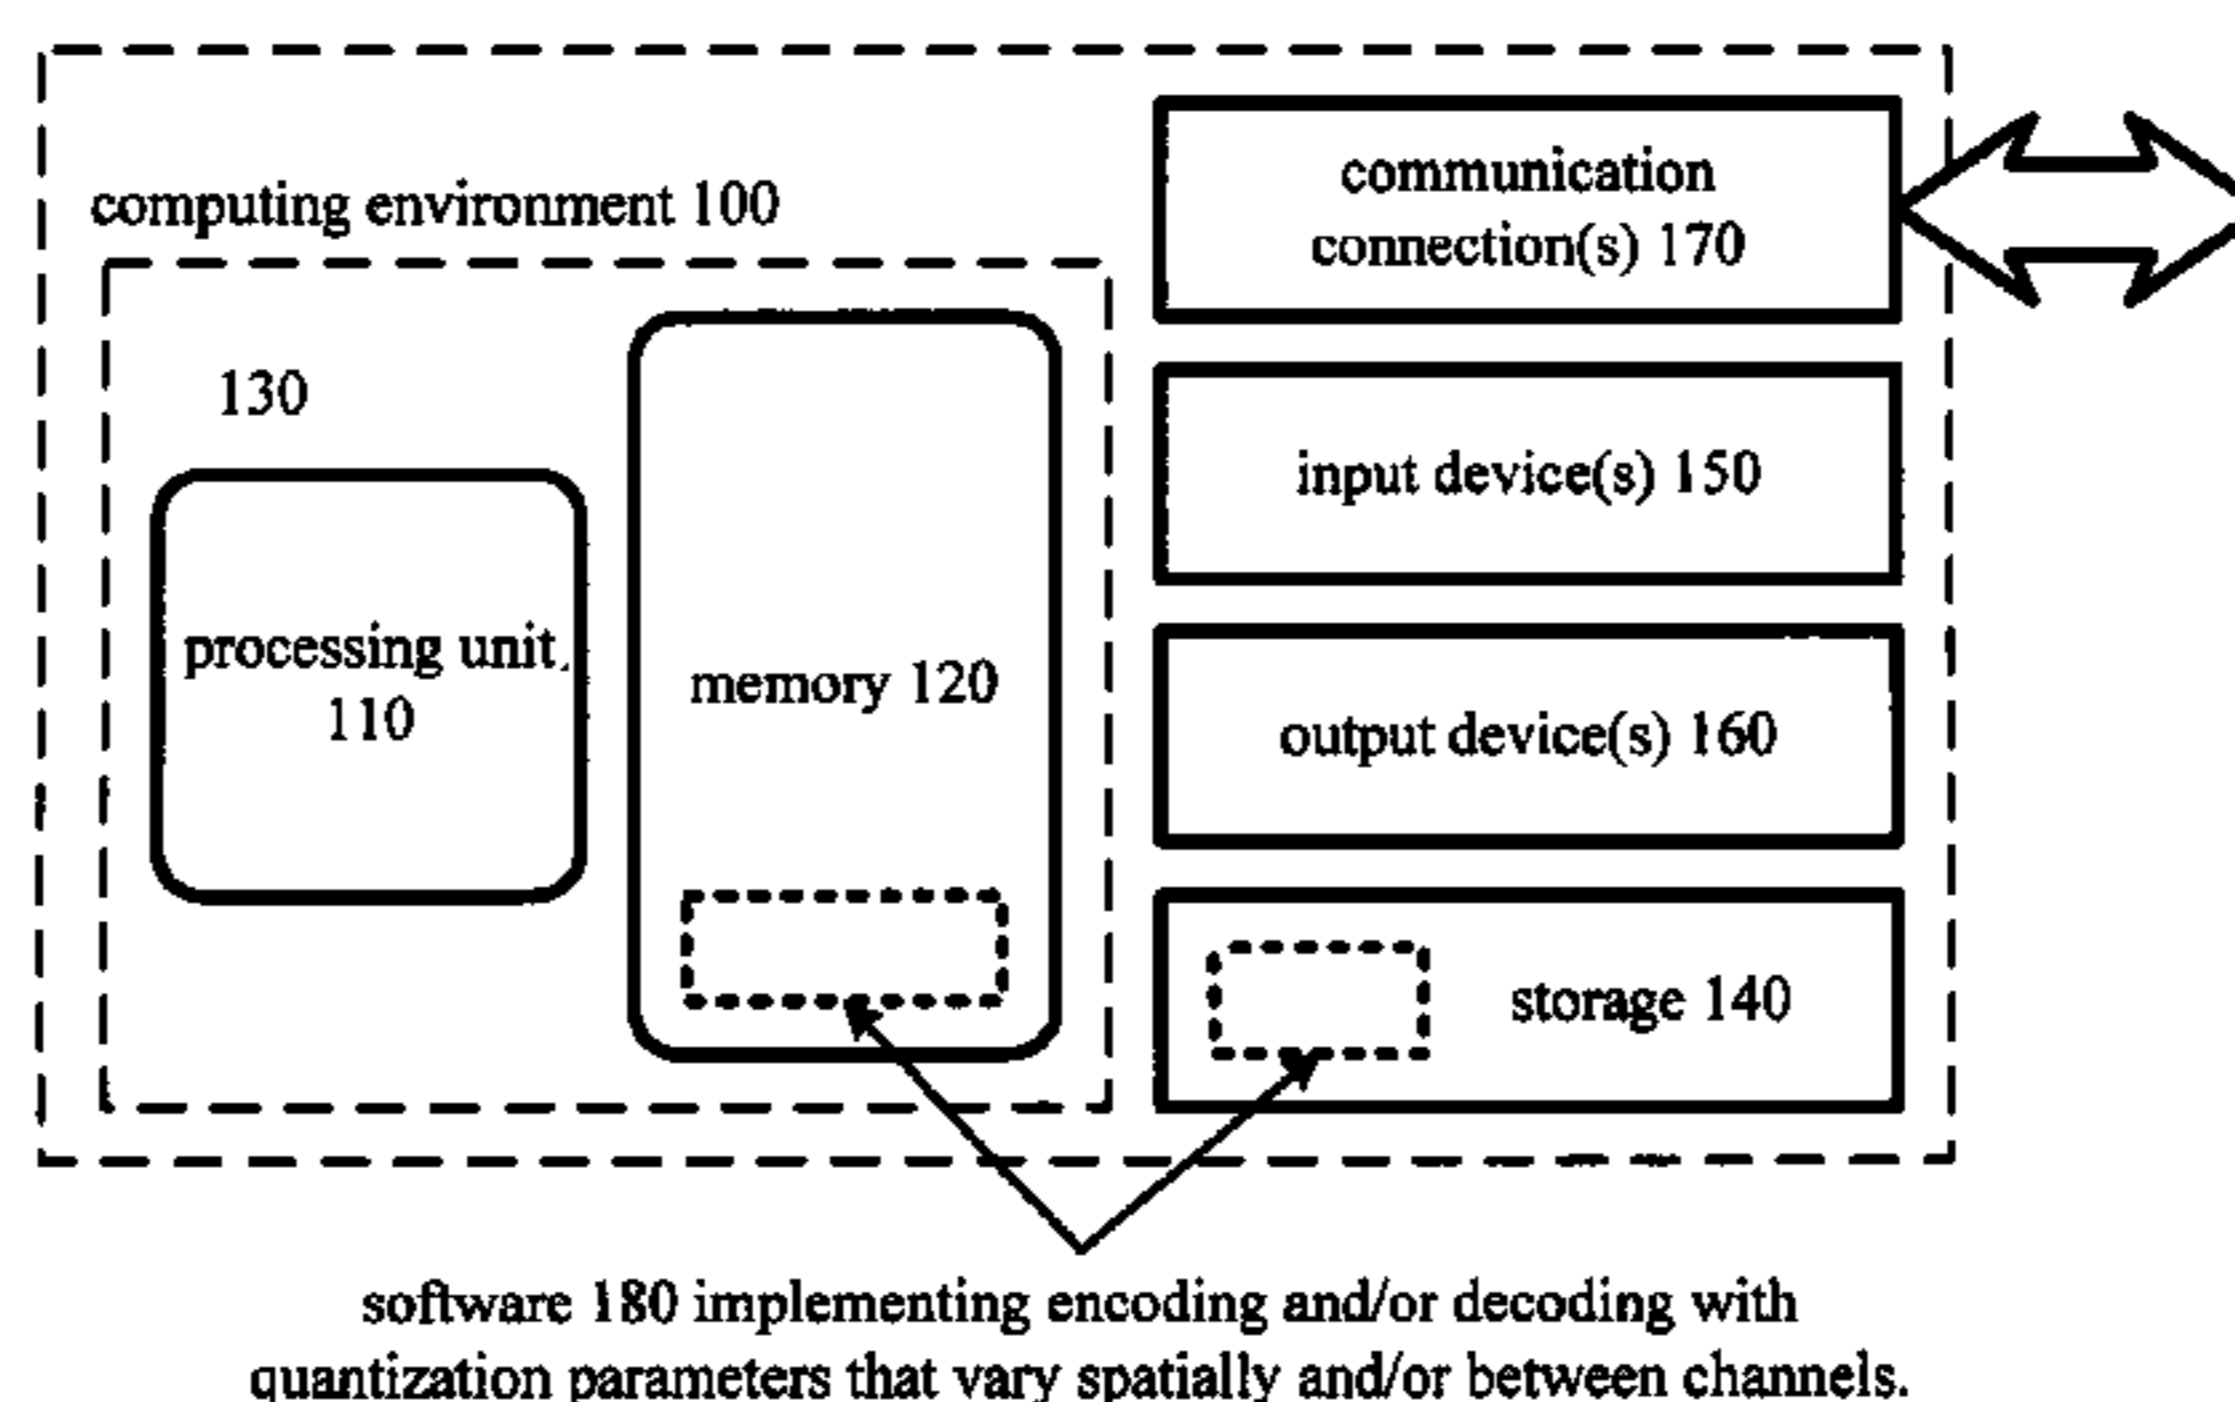 computing environment 100
communication
connection(s) 170
130
input device(s) 150
processing unit
110
memory 120
output device(s) 160
storage 140
software 180 implementing encoding and/or decoding with
quantization parameters that vary spatially and/or between channels.